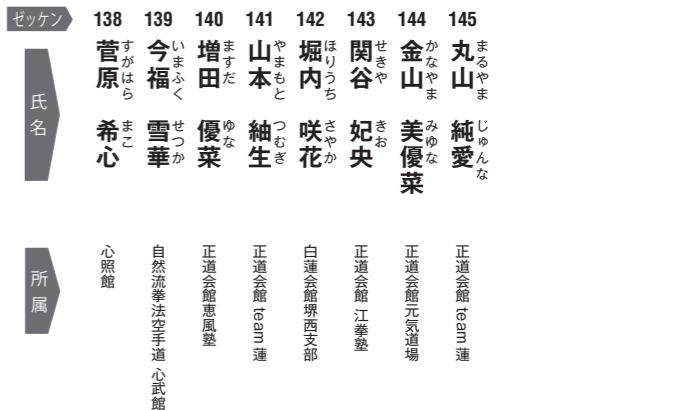 ゼッケン 138 139 140 141 142 143 144 145
氏名
菅原 希心
すがはら まこ
今福 雪華
いまふく せつか
増田 優菜
ますだ ゆな
山本 紬生
やまもと つむぎ
堀内 咲花
ほりうち さやか
関谷 妃央
せきや きお
金山 美優菜
かなやま みゆな
丸山 純愛
まるやま じゅんな
所属
心照館
自然流拳法空手道 心武館
正道会館恵風塾
正道会館 team 蓮
白蓮会館堺西支部
正道会館 江拳塾
正道会館元気道場
正道会館 team 蓮